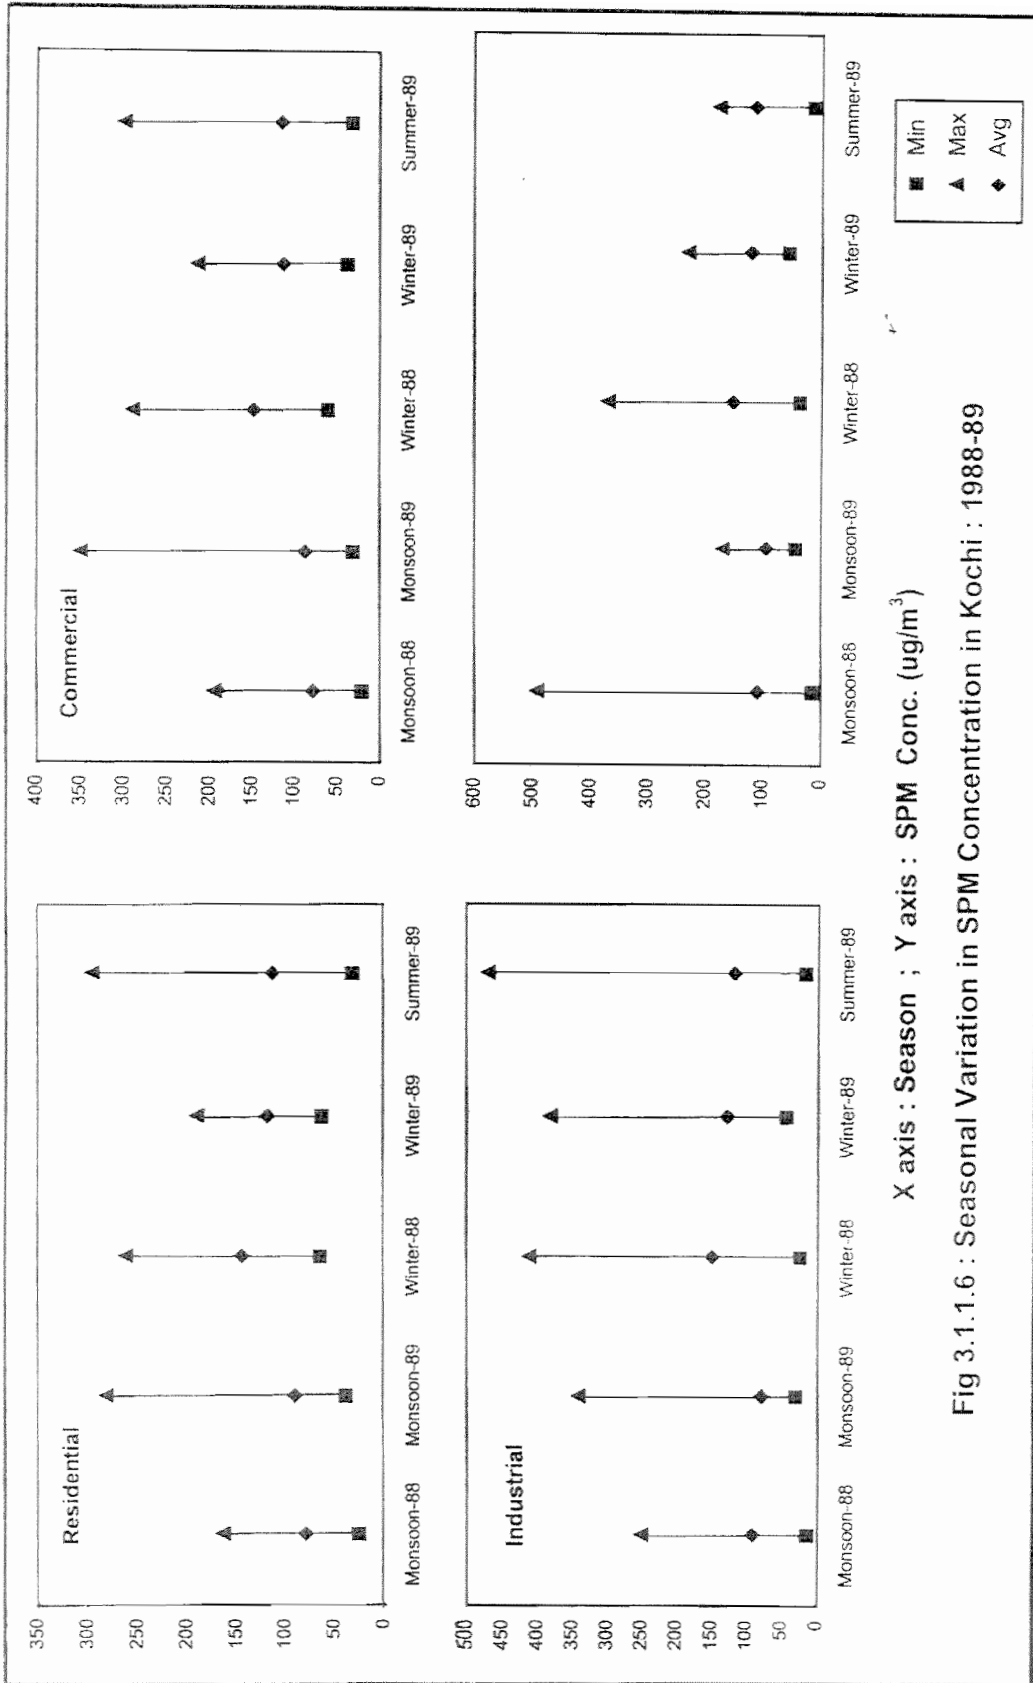 Residential
350
300
250
200
150
100
50
0
Monsoon-88 Monsoon-89 Winter-88 Winter-89 Summer-89
Commercial
400
350
300
250
200
150
100
50
0
Monsoon-88 Monsoon-89 Winter-88 Winter-89 Summer-89
Industrial
500
450
400
350
300
250
200
150
100
50
0
Monsoon-88 Monsoon-89 Winter-88 Winter-89 Summer-89
600
500
400
300
200
100
0
Monsoon-88 Monsoon-89 Winter-88 Winter-89 Summer-89
X axis : Season ; Y axis : SPM Conc. (ug/m³)
Min
Max
Avg
Fig 3.1.1.6 : Seasonal Variation in SPM Concentration in Kochi : 1988-89